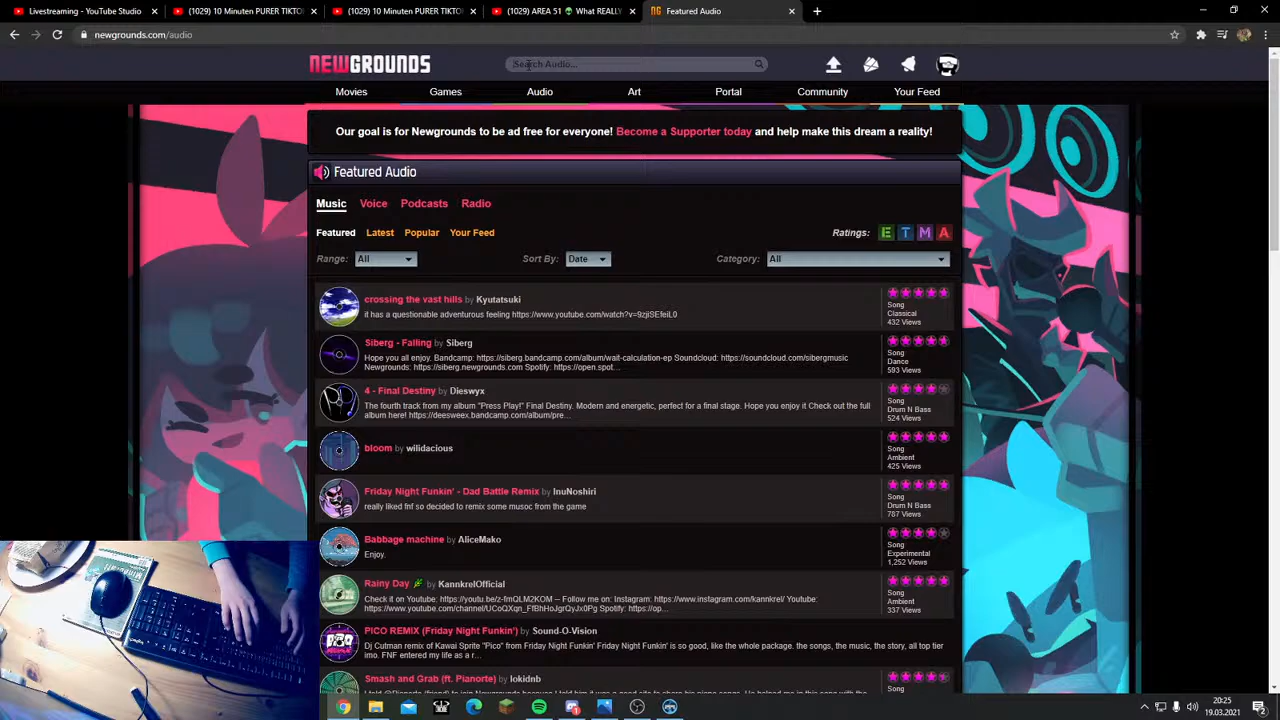 Livestreaming - YouTube Studio
(1029) 10 Minuten PURER TIKTOK
(1029) 10 Minuten PURER TIKTOK
(1029) AREA 51 👽 What REALLY
Featured Audio
newgrounds.com/audio
NEWGROUNDS
Search Audio...
Movies
Games
Audio
Art
Portal
Community
Your Feed
Our goal is for Newgrounds to be ad free for everyone! Become a Supporter today and help make this dream a reality!
Featured Audio
Music
Voice
Podcasts
Radio
Featured
Latest
Popular
Your Feed
Ratings: E T M A
Range: All
Sort By: Date
Category: All
crossing the vast hills by Kyutatsuki
it has a questionable adventurous feeling https://www.youtube.com/watch?v=9zjiSEfeiL0
Song
Classical
432 Views
Siberg - Falling by Siberg
Hope you all enjoy. Bandcamp: https://siberg.bandcamp.com/album/wait-calculation-ep Soundcloud: https://soundcloud.com/sibergmusic
Newgrounds: https://siberg.newgrounds.com Spotify: https://open.spot...
Song
Dance
593 Views
4 - Final Destiny by Dieswyx
The fourth track from my album "Press Play!" Final Destiny. Modern and energetic, perfect for a final stage. Hope you enjoy it Check out the full
album here! https://deesweex.bandcamp.com/album/pre...
Song
Drum N Bass
524 Views
bloom by wilidacious
Song
Ambient
425 Views
Friday Night Funkin' - Dad Battle Remix by InuNoshiri
really liked fnf so decided to remix some musoc from the game
Song
Drum N Bass
787 Views
Babbage machine by AliceMako
Enjoy.
Song
Experimental
1,252 Views
Rainy Day 🌿 by KannkrelOfficial
Check it on Youtube: https://youtu.be/z-fmQLM2KOM -- Follow me on: Instagram: https://www.instagram.com/kannkrel/ Youtube:
https://www.youtube.com/channel/UCoQXqn_FfBhHoJgrQyJx0Pg Spotify: https://op...
Song
Ambient
337 Views
PICO REMIX (Friday Night Funkin') by Sound-O-Vision
Dj Cutman remix of Kawai Sprite "Pico" from Friday Night Funkin' Friday Night Funkin' is so good, like the whole package. the songs, the music, the story, all top tier
imo. FNF entered my life as a r...
Smash and Grab (ft. Pianorte) by lokidnb
Song
20:25
19.03.2021